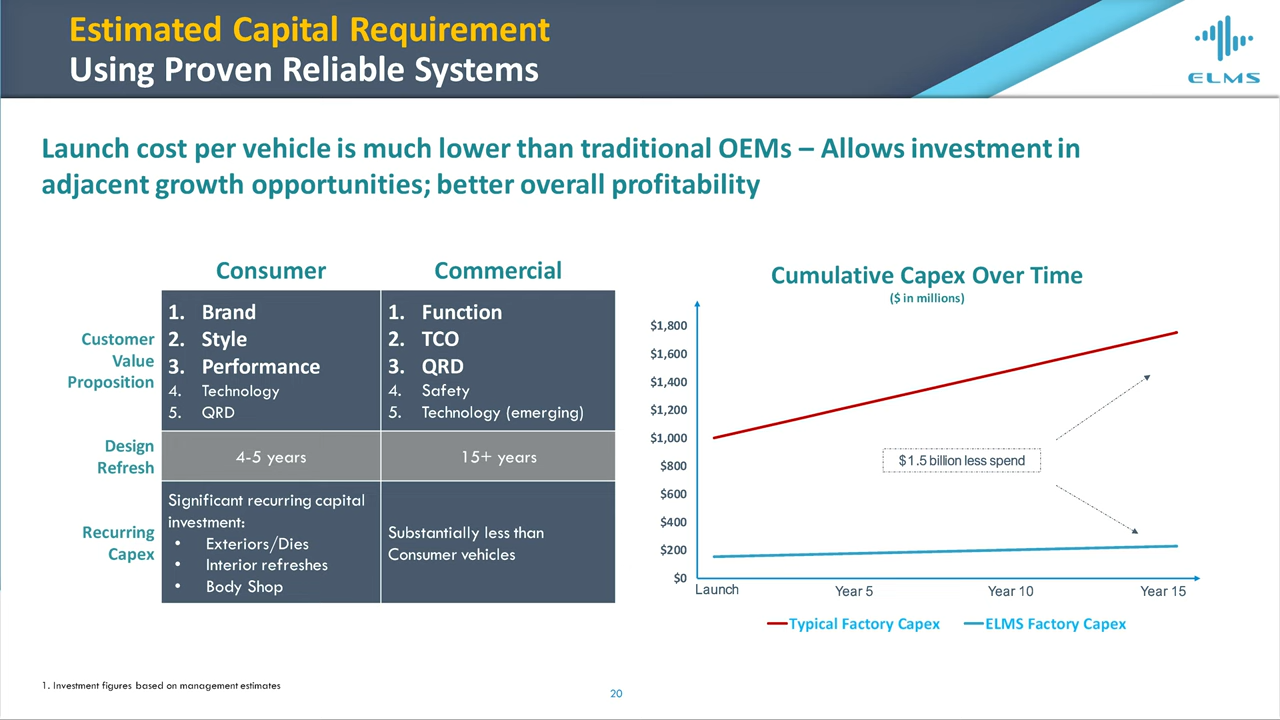 Estimated Capital Requirement
Using Proven Reliable Systems
ELMS
Launch cost per vehicle is much lower than traditional OEMs – Allows investment in
adjacent growth opportunities; better overall profitability
Consumer
Commercial
Customer
Value
Proposition
1. Brand
2. Style
3. Performance
4. Technology
5. QRD
1. Function
2. TCO
3. QRD
4. Safety
5. Technology (emerging)
Design
Refresh
4-5 years
15+ years
Recurring
Capex
Significant recurring capital
investment:
• Exteriors/Dies
• Interior refreshes
• Body Shop
Substantially less than
Consumer vehicles
Cumulative Capex Over Time
($ in millions)
$1,800
$1,600
$1,400
$1,200
$1,000
$800
$600
$400
$200
$0
$1.5 billion less spend
Launch
Year 5
Year 10
Year 15
Typical Factory Capex
ELMS Factory Capex
1. Investment figures based on management estimates
20